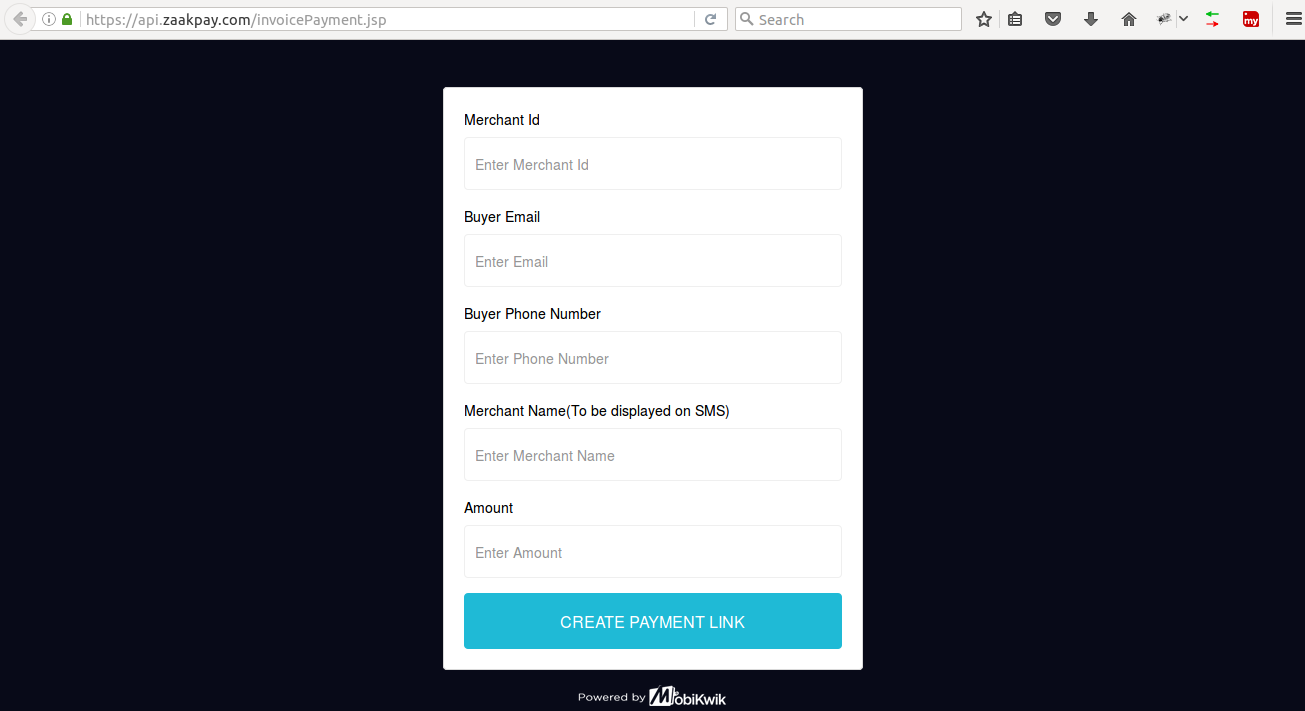 https://api.zaakpay.com/invoicePayment.jsp
Search
my
Merchant Id
Enter Merchant Id
Buyer Email
Enter Email
Buyer Phone Number
Enter Phone Number
Merchant Name(To be displayed on SMS)
Enter Merchant Name
Amount
Enter Amount
CREATE PAYMENT LINK
Powered by MobiKwik